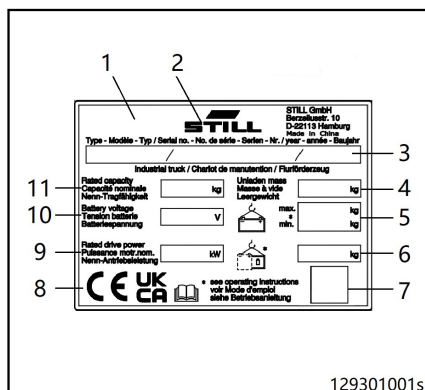 1
2
STILL
STILL GmbH
Berzeliusstr. 10
D-22113 Hamburg
Made in China
Type - Modèle - Typ / Serial no. - No. de série - Serien - Nr. / year - année - Baujahr
/ /
3
Industrial truck / Chariot de manutention / Flurförderzeug
11
Rated capacity
Capacité nominale
Nenn-Tragfähigkeit
kg
Unladen mass
Masse à vide
Leergewicht
kg
4
10
Battery voltage
Tension batterie
Batteriespannung
V
max.
*
min.
kg
kg
5
9
Rated drive power
Puissance motr.nom.
Nenn-Antriebsleistung
kW
*
kg
6
8
CE UK
CA
* see operating instructions
voir Mode d'emploi
siehe Betriebsanleitung
7
129301001s